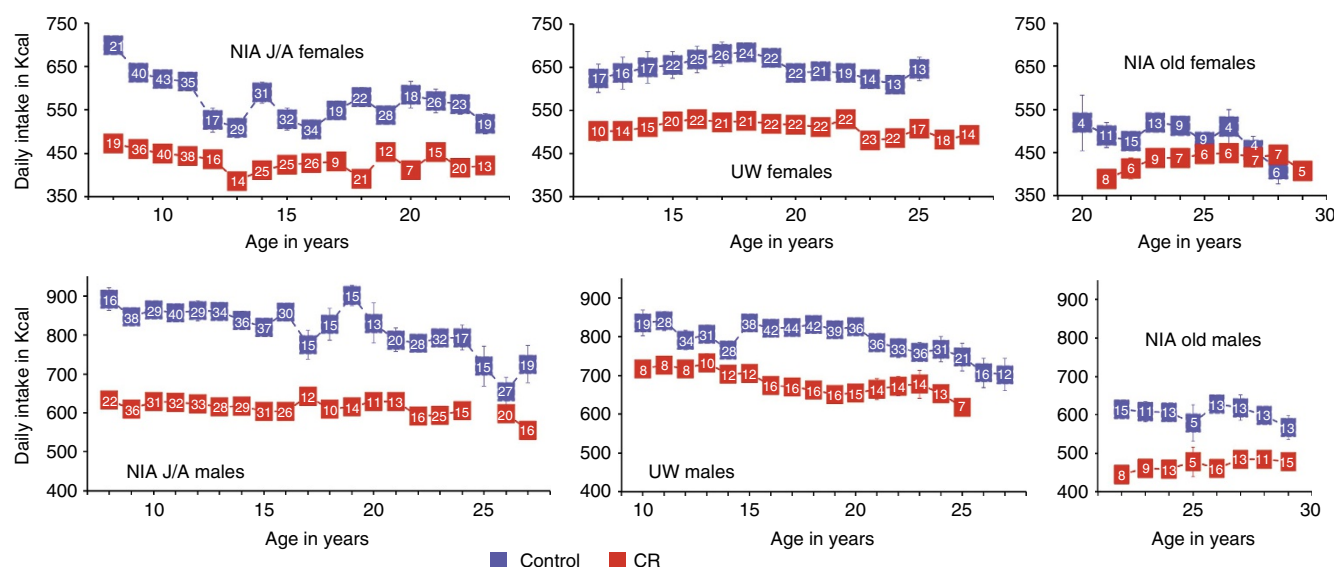 750
650
550
450
350
Daily intake in Kcal
NIA J/A females
21 40 43 35 17 29 31 32 34 19 22 28 18 26 23 19
19 36 40 38 16 14 25 25 26 9 21 12 7 15 20 13
10 15 20
Age in years
750
650
550
450
350
17 16 17 22 25 26 24 22 22 21 19 14 11 13
10 14 15 20 22 21 22 22 22 22 22 23 22 17 18 14
UW females
15 20 25
Age in years
750
650
550
450
350
NIA old females
4 11 15 13 9 9 4 4 6
8 6 9 7 6 6 7 7 5
20 25 30
Age in years
900
800
700
600
500
400
Daily intake in Kcal
16 38 29 40 29 34 36 37 30 15 15 15 13 19 28 32 17 15 27 19
22 36 31 32 33 28 29 31 26 12 10 14 11 13 16 25 15 20 16
NIA J/A males
10 15 20 25
Age in years
900
800
700
600
500
400
19 28 34 31 28 38 42 44 42 39 36 36 33 36 31 21 16 12
8 8 8 10 12 12 16 16 16 16 15 14 14 14 14 7
UW males
10 15 20 25
Age in years
900
800
700
600
500
400
NIA old males
15 11 13 5 13 13 13 13
8 9 13 5 16 13 11 15
25 30
Age in years
Control CR